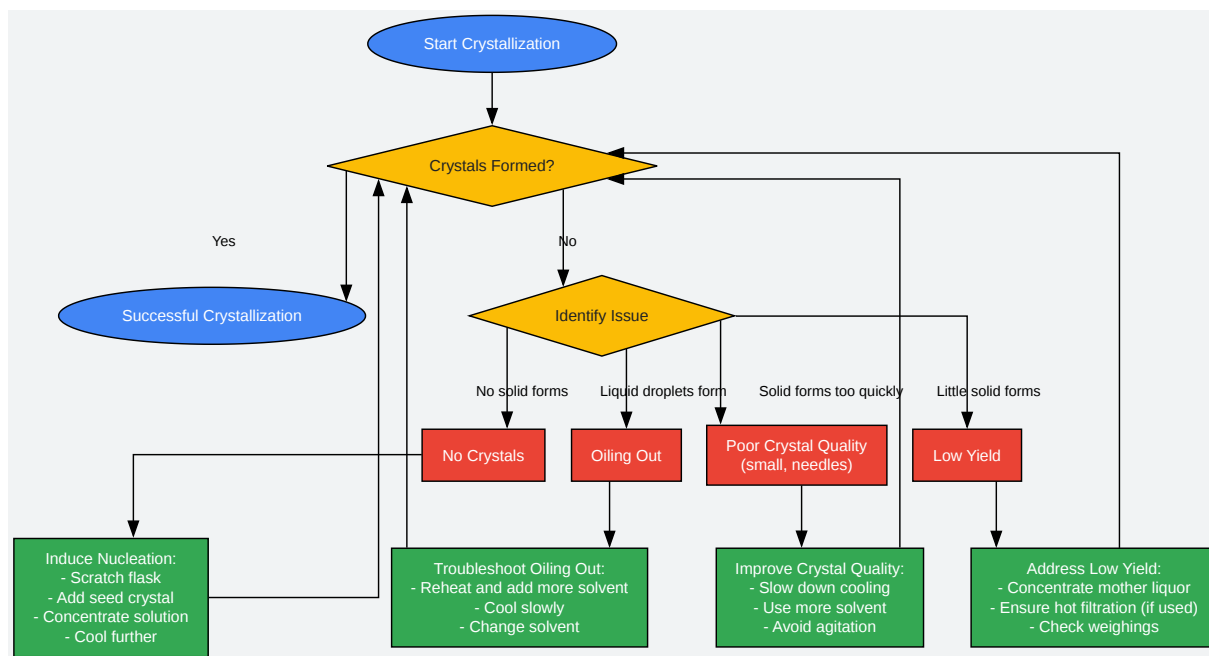 Start Crystallization
Crystals Formed?
Yes
No
Successful Crystallization
Identify Issue
No solid forms
Liquid droplets form
Solid forms too quickly
Little solid forms
No Crystals
Oiling Out
Poor Crystal Quality
(small, needles)
Low Yield
Induce Nucleation:
- Scratch flask
- Add seed crystal
- Concentrate solution
- Cool further
Troubleshoot Oiling Out:
- Reheat and add more solvent
- Cool slowly
- Change solvent
Improve Crystal Quality:
- Slow down cooling
- Use more solvent
- Avoid agitation
Address Low Yield:
- Concentrate mother liquor
- Ensure hot filtration (if used)
- Check weighings